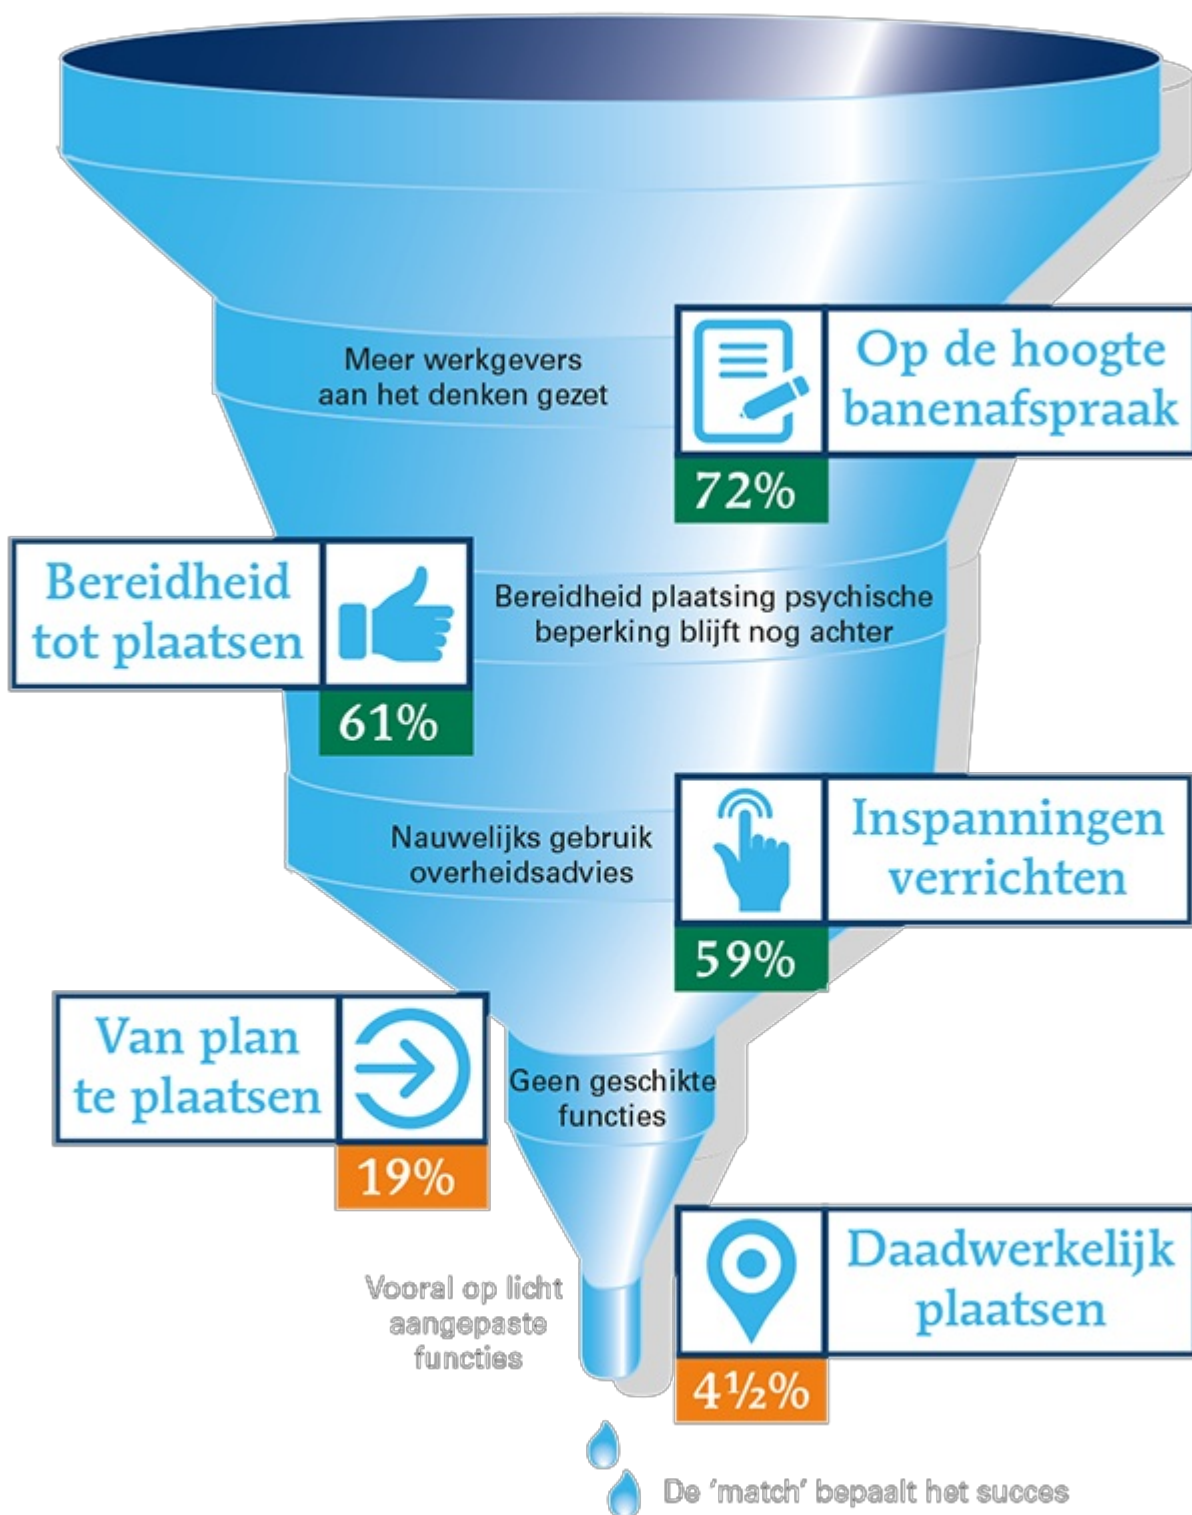 Meer werkgevers
aan het denken gezet
Op de hoogte
banenafspraak
72%
Bereidheid
tot plaatsen
61%
Bereidheid plaatsing psychische
beperking blijft nog achter
Nauwelijks gebruik
overheidsadvies
Inspanningen
verrichten
59%
Van plan
te plaatsen
19%
Geen geschikte
functies
Vooral op licht
aangepaste
functies
Daadwerkelijk
plaatsen
4½%
De ‘match’ bepaalt het succes